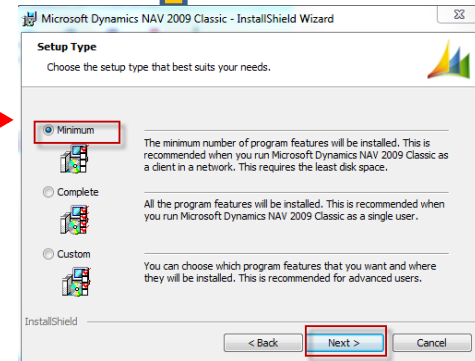 Microsoft Dynamics NAV 2009 Classic - InstallShield Wizard
Setup Type
Choose the setup type that best suits your needs.
Minimum
The minimum number of program features will be installed. This is
recommended when you run Microsoft Dynamics NAV 2009 Classic as
a client in a network. This requires the least disk space.
Complete
All the program features will be installed. This is recommended when
you run Microsoft Dynamics NAV 2009 Classic as a single user.
Custom
You can choose which program features that you want and where
they will be installed. This is recommended for advanced users.
InstallShield
< Back
Next >
Cancel